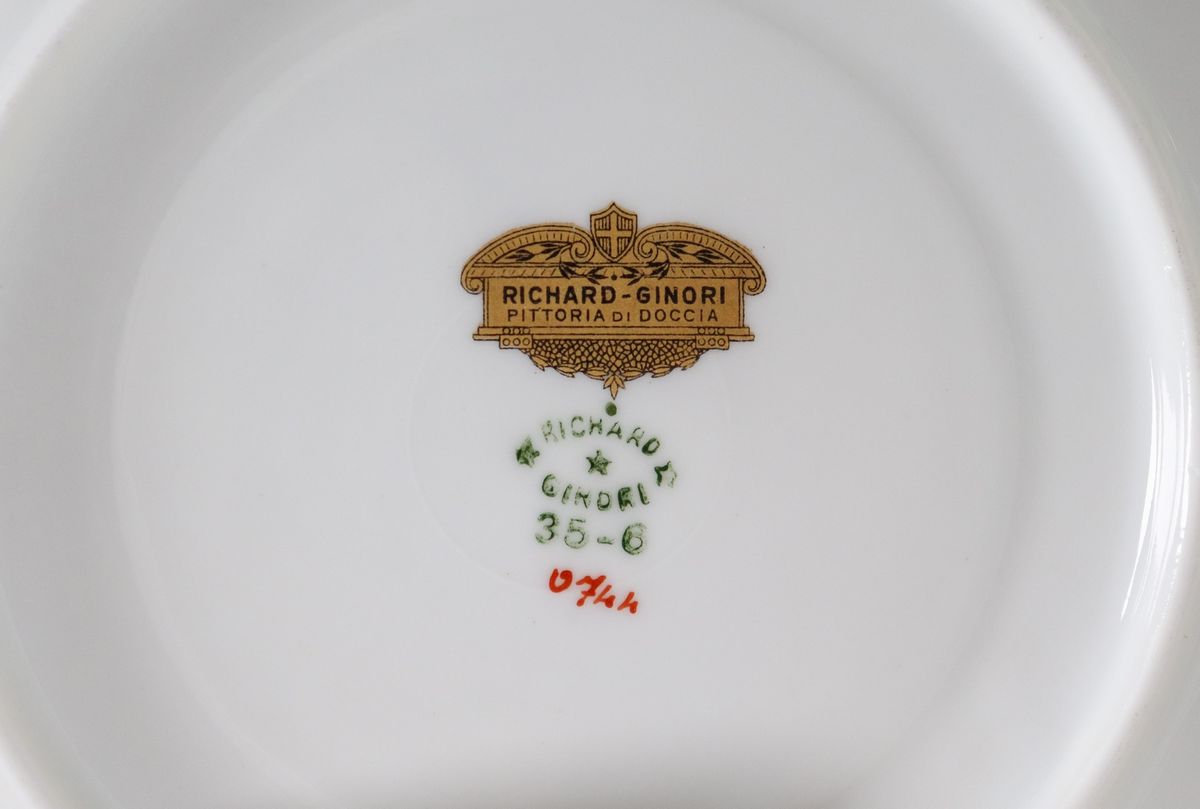 RICHARD-GINORI
PITTORIA DI DOCCIA
RICHARD
GINORI
35-6
0744